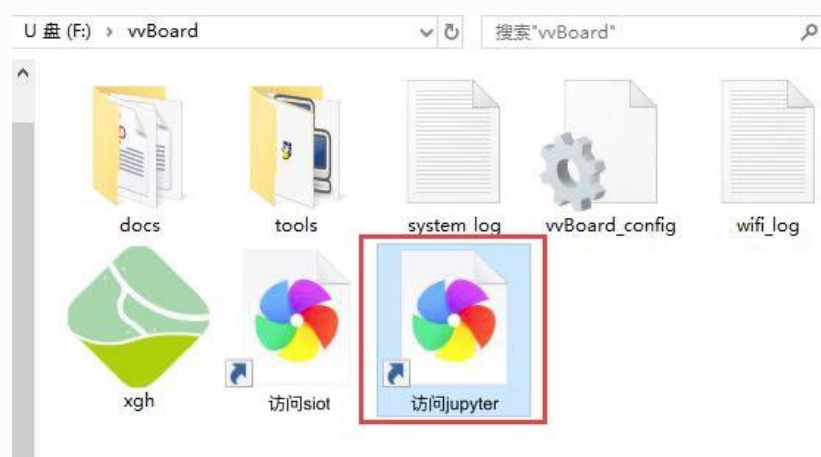 U 盘 (F:) › vvBoard 搜索"vvBoard"
docs tools system_log vvBoard_config wifi_log
xgh 访问siot 访问jupyter